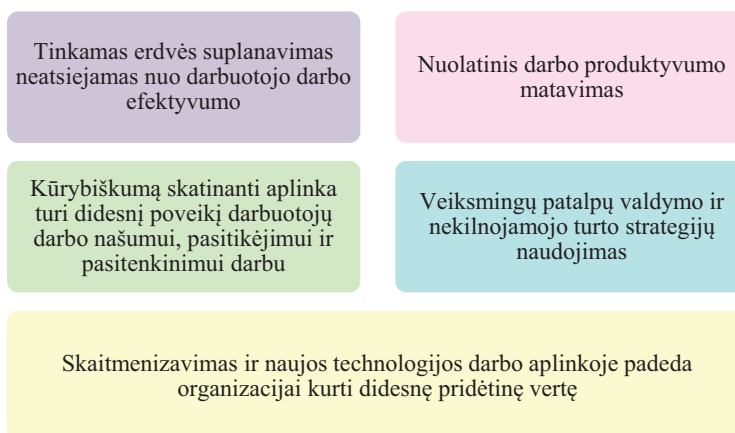 Tinkamas erdvės suplanavimas
neatsiejamas nuo darbuotojo darbo
efektyvumo
Nuolatinis darbo produktyvumo
matavimas
Kūrybiškumą skatinanti aplinka
turi didesnį poveikį darbuotojų
darbo našumui, pasitikėjimui ir
pasitenkinimui darbu
Veiksmingų patalpų valdymo ir
nekilnojamojo turto strategijų
naudojimas
Skaitmenizavimas ir naujos technologijos darbo aplinkoje padeda
organizacijai kurti didesnę pridėtinę vertę